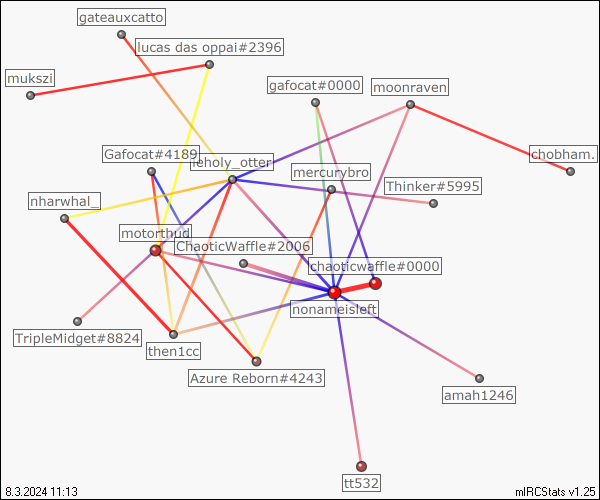 gateauxcatto
lucas das oppai#2396
mukszi
gafocat#0000
moonraven
Gafocat#4189
leholy_otter
mercurybro
chobham.
Thinker#5995
nharwhal_
motorthud
ChaoticWaffle#2006
chaoticwaffle#0000
nonameisleft
TripleMidget#8824
then1cc
Azure Reborn#4243
amah1246
tt532
8.3.2024 11:13
mIRCStats v1.25